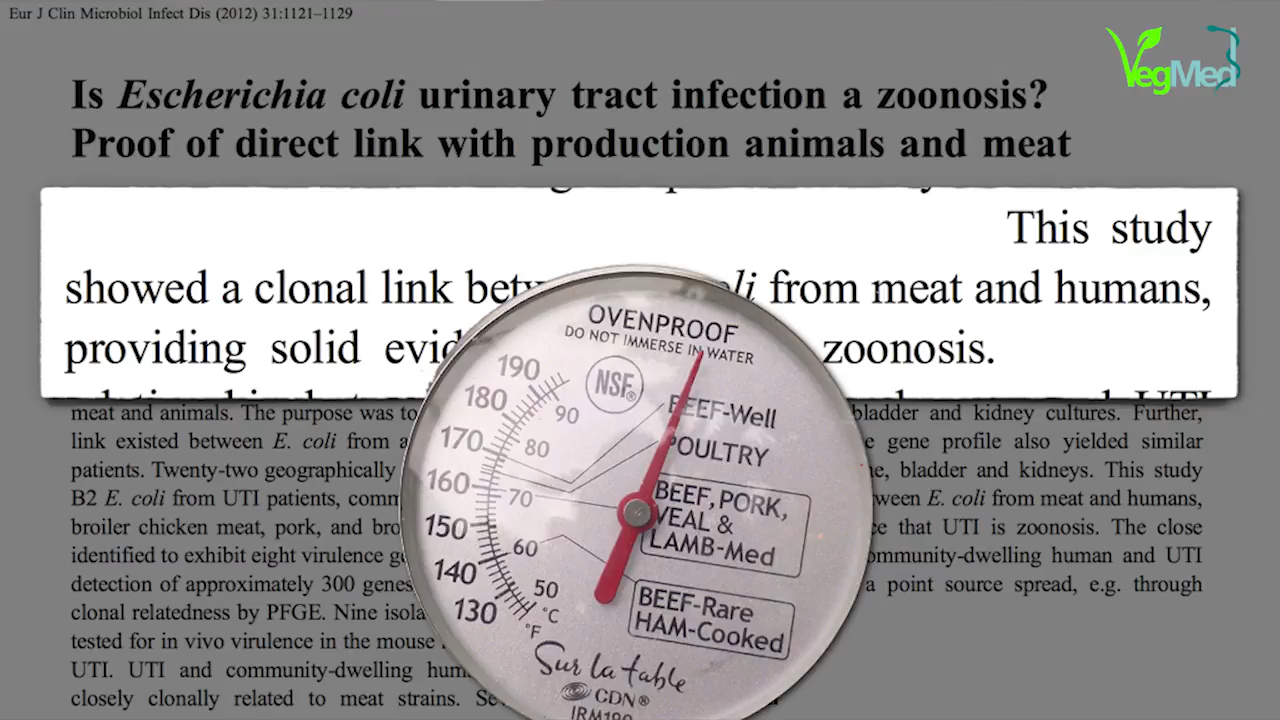 Eur J Clin Microbiol Infect Dis (2012) 31:1121–1129
VegMed
Is Escherichia coli urinary tract infection a zoonosis?
Proof of direct link with production animals and meat
This study
showed a clonal link betw li from meat and humans,
providing solid evid zoonosis.
meat and animals. The purpose was to bladder and kidney cultures. Further,
link existed between E. coli from a e gene profile also yielded similar
patients. Twenty-two geographically ne, bladder and kidneys. This study
B2 E. coli from UTI patients, comm ween E. coli from meat and humans,
broiler chicken meat, pork, and bro ce that UTI is zoonosis. The close
identified to exhibit eight virulence g ommunity-dwelling human and UTI
detection of approximately 300 genes a point source spread, e.g. through
clonal relatedness by PFGE. Nine isola
tested for in vivo virulence in the mouse
UTI. UTI and community-dwelling hum
closely clonally related to meat strains. Se
OVENPROOF
DO NOT IMMERSE IN WATER
NSF®
190
180
170
160
150
140
130
°F
90
80
70
60
50
°C
BEEF-Well
POULTRY
BEEF, PORK,
VEAL &
LAMB-Med
BEEF-Rare
HAM-Cooked
Sur la table
CDN®
IRM190